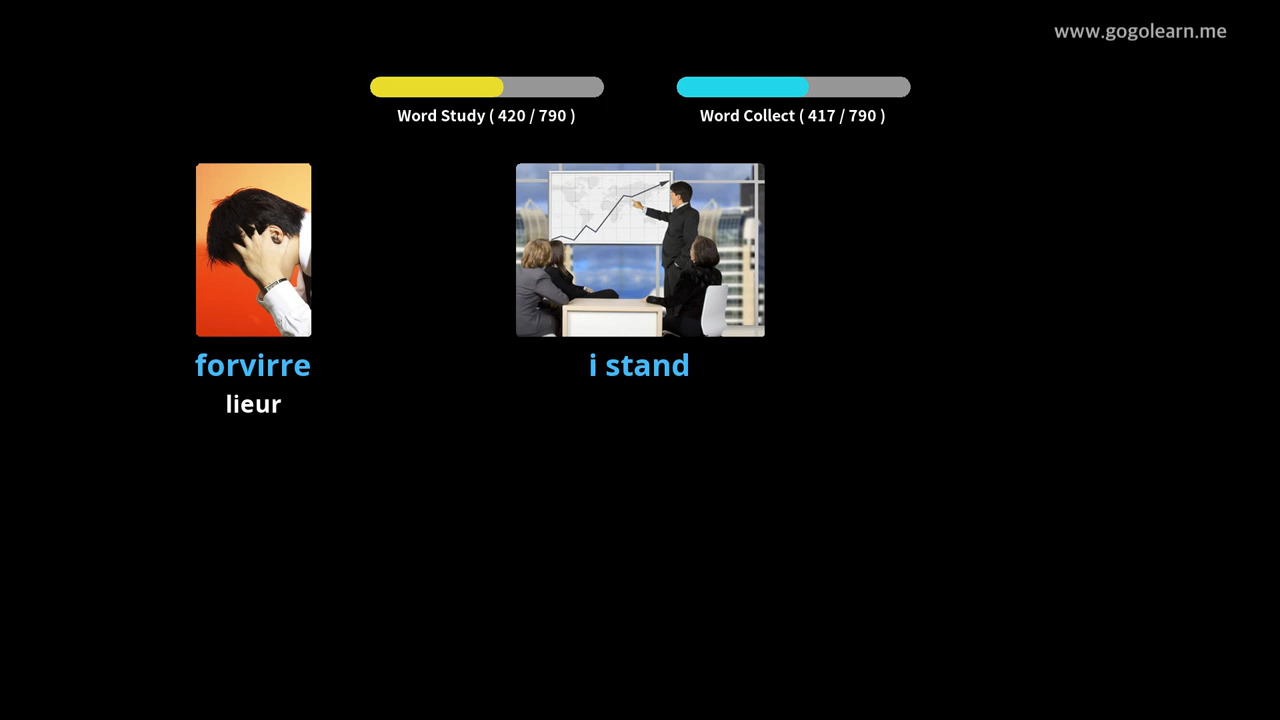 www.gogolearn.me
Word Study ( 420 / 790 )
Word Collect ( 417 / 790 )
forvirre
i stand
lieur